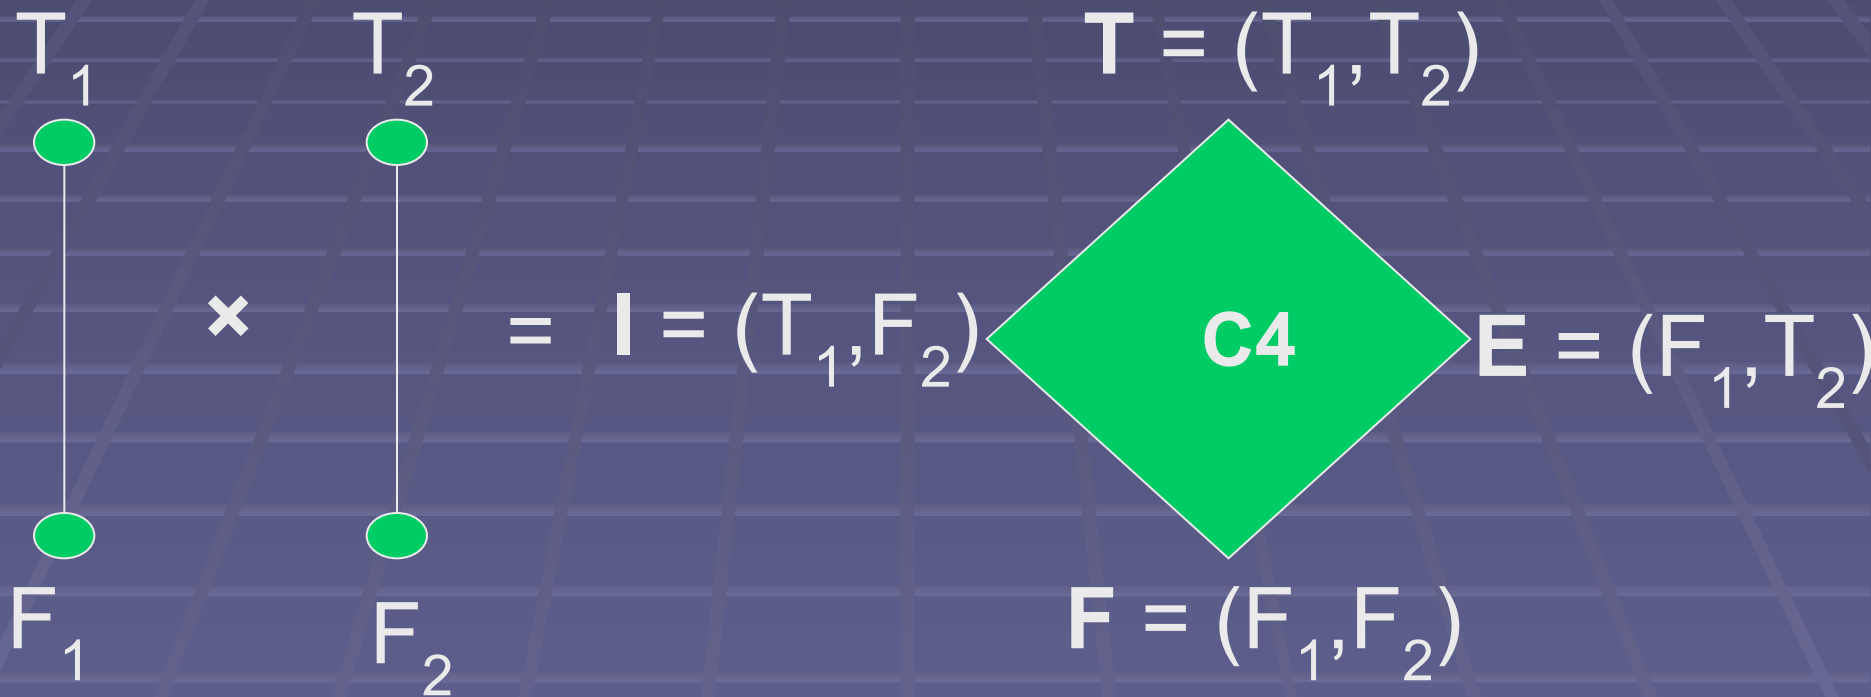 T1 T2 T = (T1,T2)
× = I = (T1,F2) C4 E = (F1,T2)
F1 F2 F = (F1,F2)